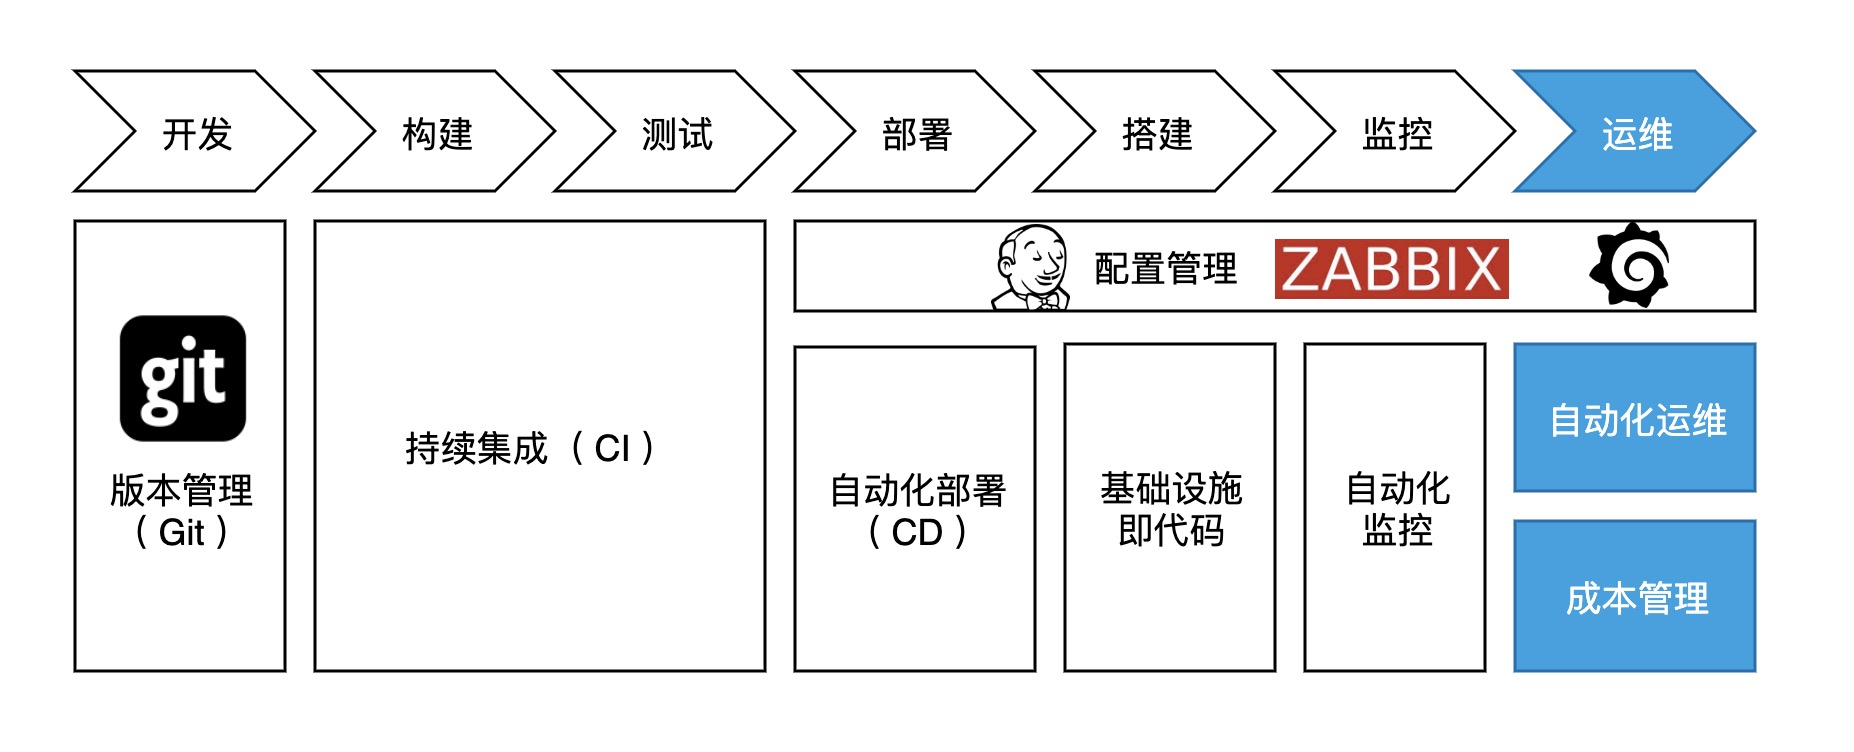 开发
构建
测试
部署
搭建
监控
运维
配置管理
ZABBIX
git
版本管理
（Git）
持续集成 （CI）
自动化部署
（CD）
基础设施
即代码
自动化
监控
自动化运维
成本管理